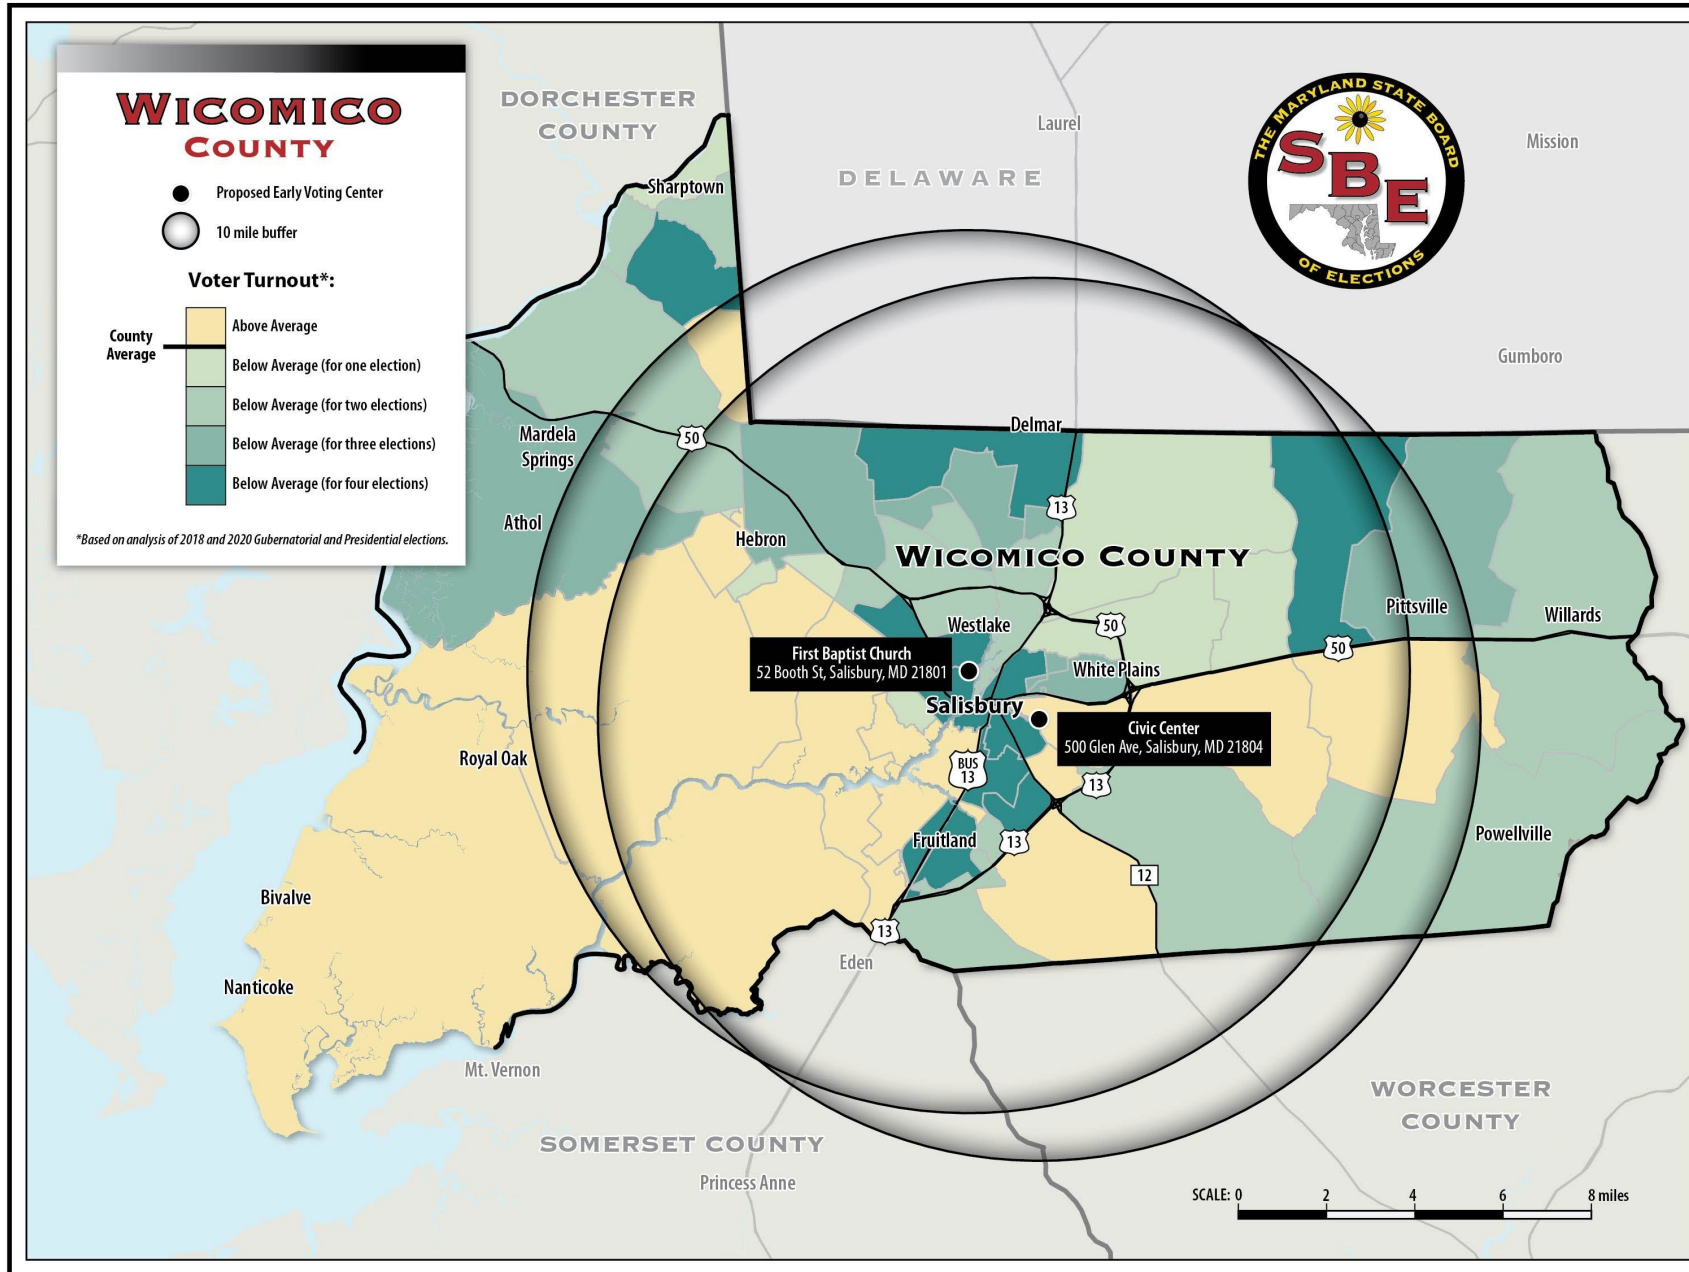 WICOMICO
COUNTY
Proposed Early Voting Center
10 mile buffer
Voter Turnout*:
County
Average
Above Average
Below Average (for one election)
Below Average (for two elections)
Below Average (for three elections)
Below Average (for four elections)
*Based on analysis of 2018 and 2020 Gubernatorial and Presidential elections.
DORCHESTER
COUNTY
Laurel
DELAWARE
THE MARYLAND STATE BOARD
SBE
OF ELECTIONS
Mission
Sharptown
Gumboro
Mardela
Springs
50
Delmar
Athol
13
Hebron
WICOMICO COUNTY
Pittsville
Willards
Westlake
50
50
First Baptist Church
52 Booth St, Salisbury, MD 21801
White Plains
Salisbury
Civic Center
500 Glen Ave, Salisbury, MD 21804
Royal Oak
BUS
13
13
Fruitland
13
Powellville
12
Bivalve
13
Eden
Nanticoke
Mt. Vernon
WORCESTER
COUNTY
SOMERSET COUNTY
Princess Anne
SCALE: 0 2 4 6 8 miles